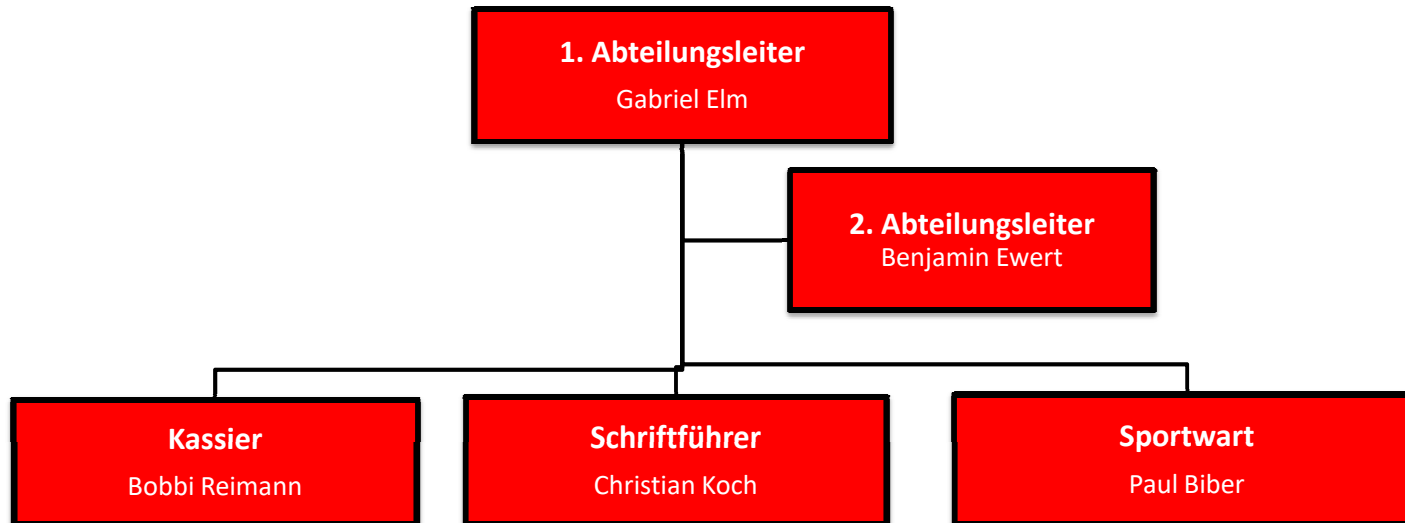 1. Abteilungsleiter
Gabriel Elm
2. Abteilungsleiter
Benjamin Ewert
Kassier
Bobbi Reimann
Schriftführer
Christian Koch
Sportwart
Paul Biber